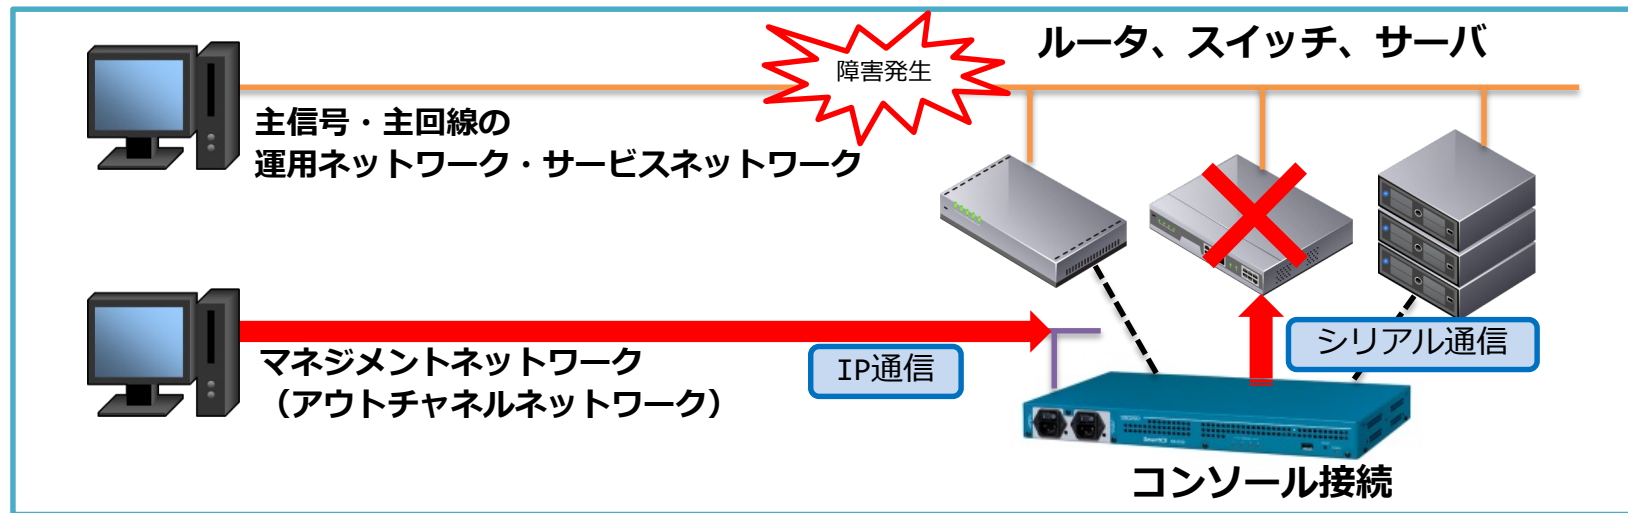 ルータ、スイッチ、サーバ
障害発生
主信号・主回線の
運用ネットワーク・サービスネットワーク
シリアル通信
IP通信
マネジメントネットワーク
（アウトチャネルネットワーク）
コンソール接続